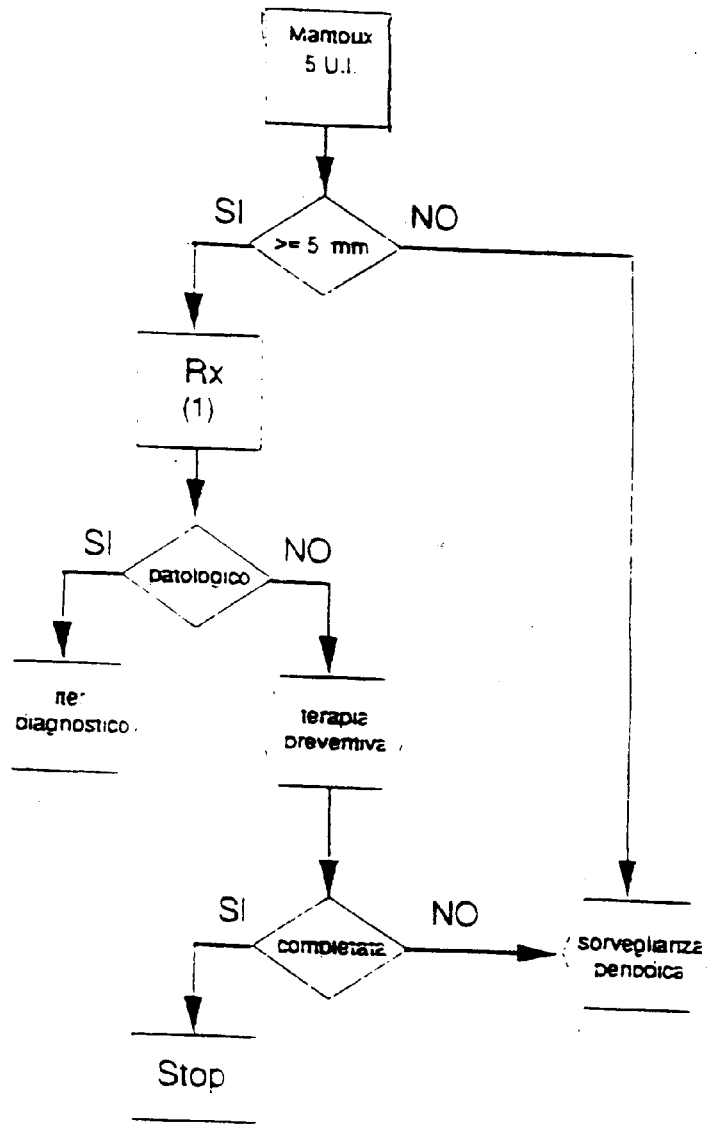 Mantoux
5 U.I.
SI
NO
>= 5 mm
Rx
(1)
SI
NO
patologico
iter
diagnostico
terapia
preventiva
SI
NO
completata
sorveglianza
periodica
Stop